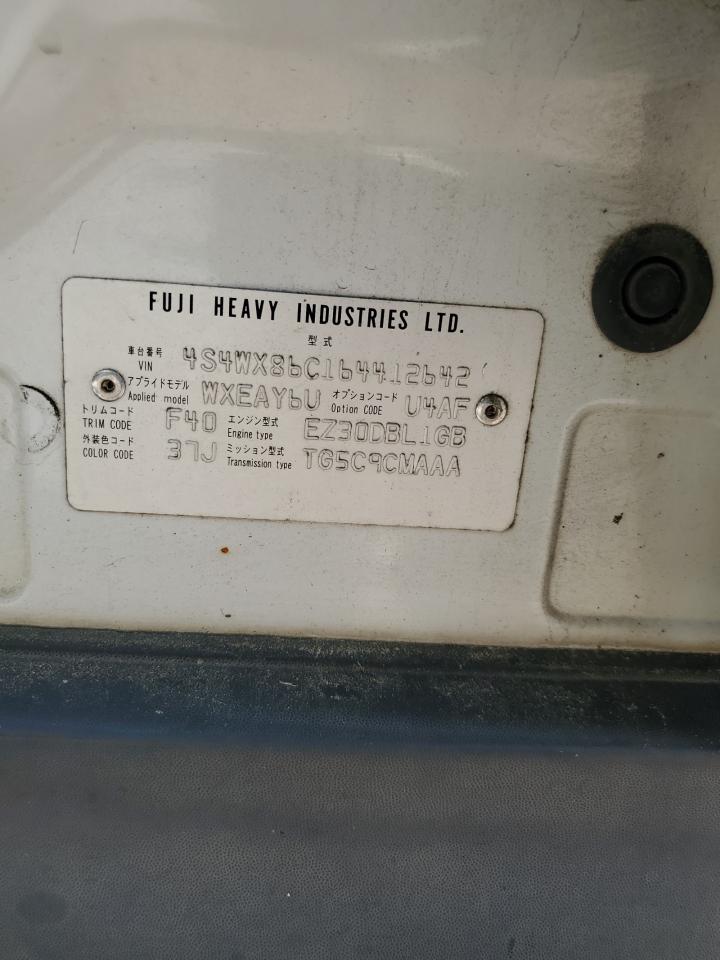 FUJI HEAVY INDUSTRIES LTD.
型式
車台番号 VIN 4S4WX86C164412642
アプライドモデル Applied model WXEAY6U オプションコード Option CODE U4AF
トリムコード TRIM CODE F40 エンジン型式 Engine type EZ30DBL1GB
外装色コード COLOR CODE 37J ミッション型式 Transmission type TG5C9CMAAA